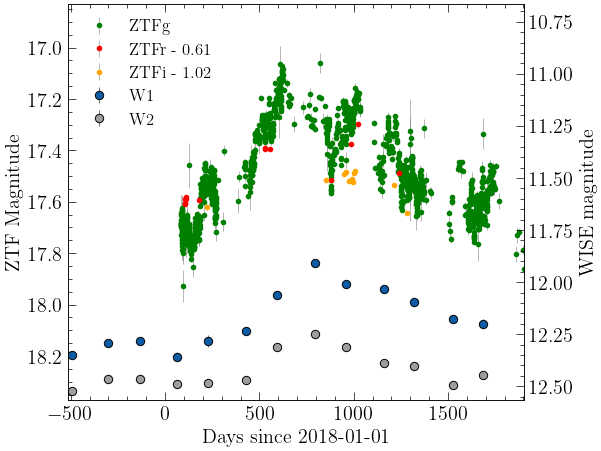 ZTFg
ZTFr - 0.61
ZTFi - 1.02
W1
W2
17.0
17.2
17.4
17.6
17.8
18.0
18.2
ZTF Magnitude
10.75
11.00
11.25
11.50
11.75
12.00
12.25
12.50
WISE magnitude
−500
0
500
1000
1500
Days since 2018-01-01